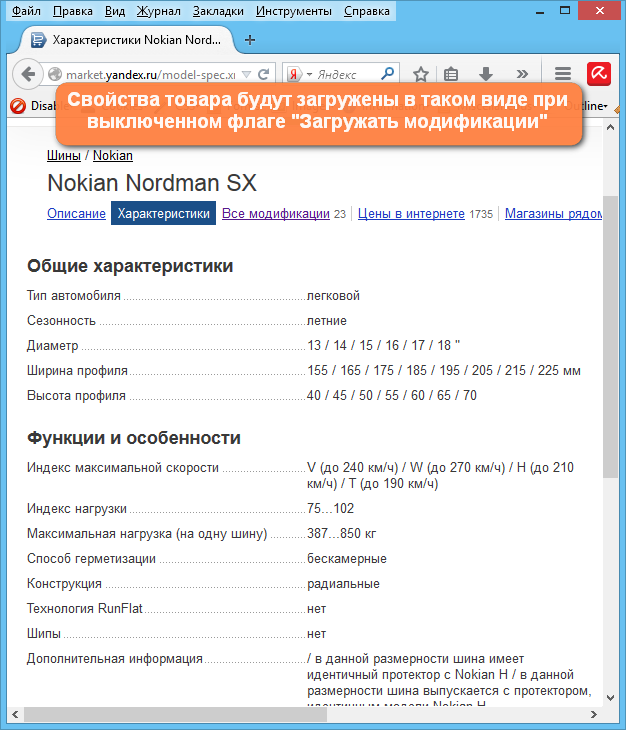 Файл Правка Вид Журнал Закладки Инструменты Справка
Характеристики Nokian Nord...
market.yandex.ru/model-spec.xm
Яндекс
Disable
utline
Свойства товара будут загружены в таком виде при
выключенном флаге "Загружать модификации"
Шины / Nokian
Nokian Nordman SX
Описание Характеристики Все модификации 23 Цены в интернете 1735 Магазины рядом
Общие характеристики
Тип автомобиля легковой
Сезонность летние
Диаметр 13 / 14 / 15 / 16 / 17 / 18 "
Ширина профиля 155 / 165 / 175 / 185 / 195 / 205 / 215 / 225 мм
Высота профиля 40 / 45 / 50 / 55 / 60 / 65 / 70
Функции и особенности
Индекс максимальной скорости V (до 240 км/ч) / W (до 270 км/ч) / H (до 210
км/ч) / T (до 190 км/ч)
Индекс нагрузки 75...102
Максимальная нагрузка (на одну шину) 387...850 кг
Способ герметизации бескамерные
Конструкция радиальные
Технология RunFlat нет
Шипы нет
Дополнительная информация / в данной размерности шина имеет
идентичный протектор с Nokian H / в данной
размерности шина выпускается с протектором,
идентичным модели Nokian H